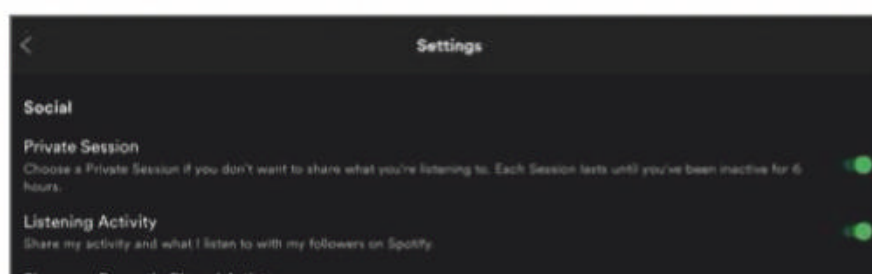 Settings
Social
Private Session
Choose a Private Session if you don't want to share what you're listening to. Each Session lasts until you've been inactive for 6
hours.
Listening Activity
Share my activity and what I listen to with my followers on Spotify